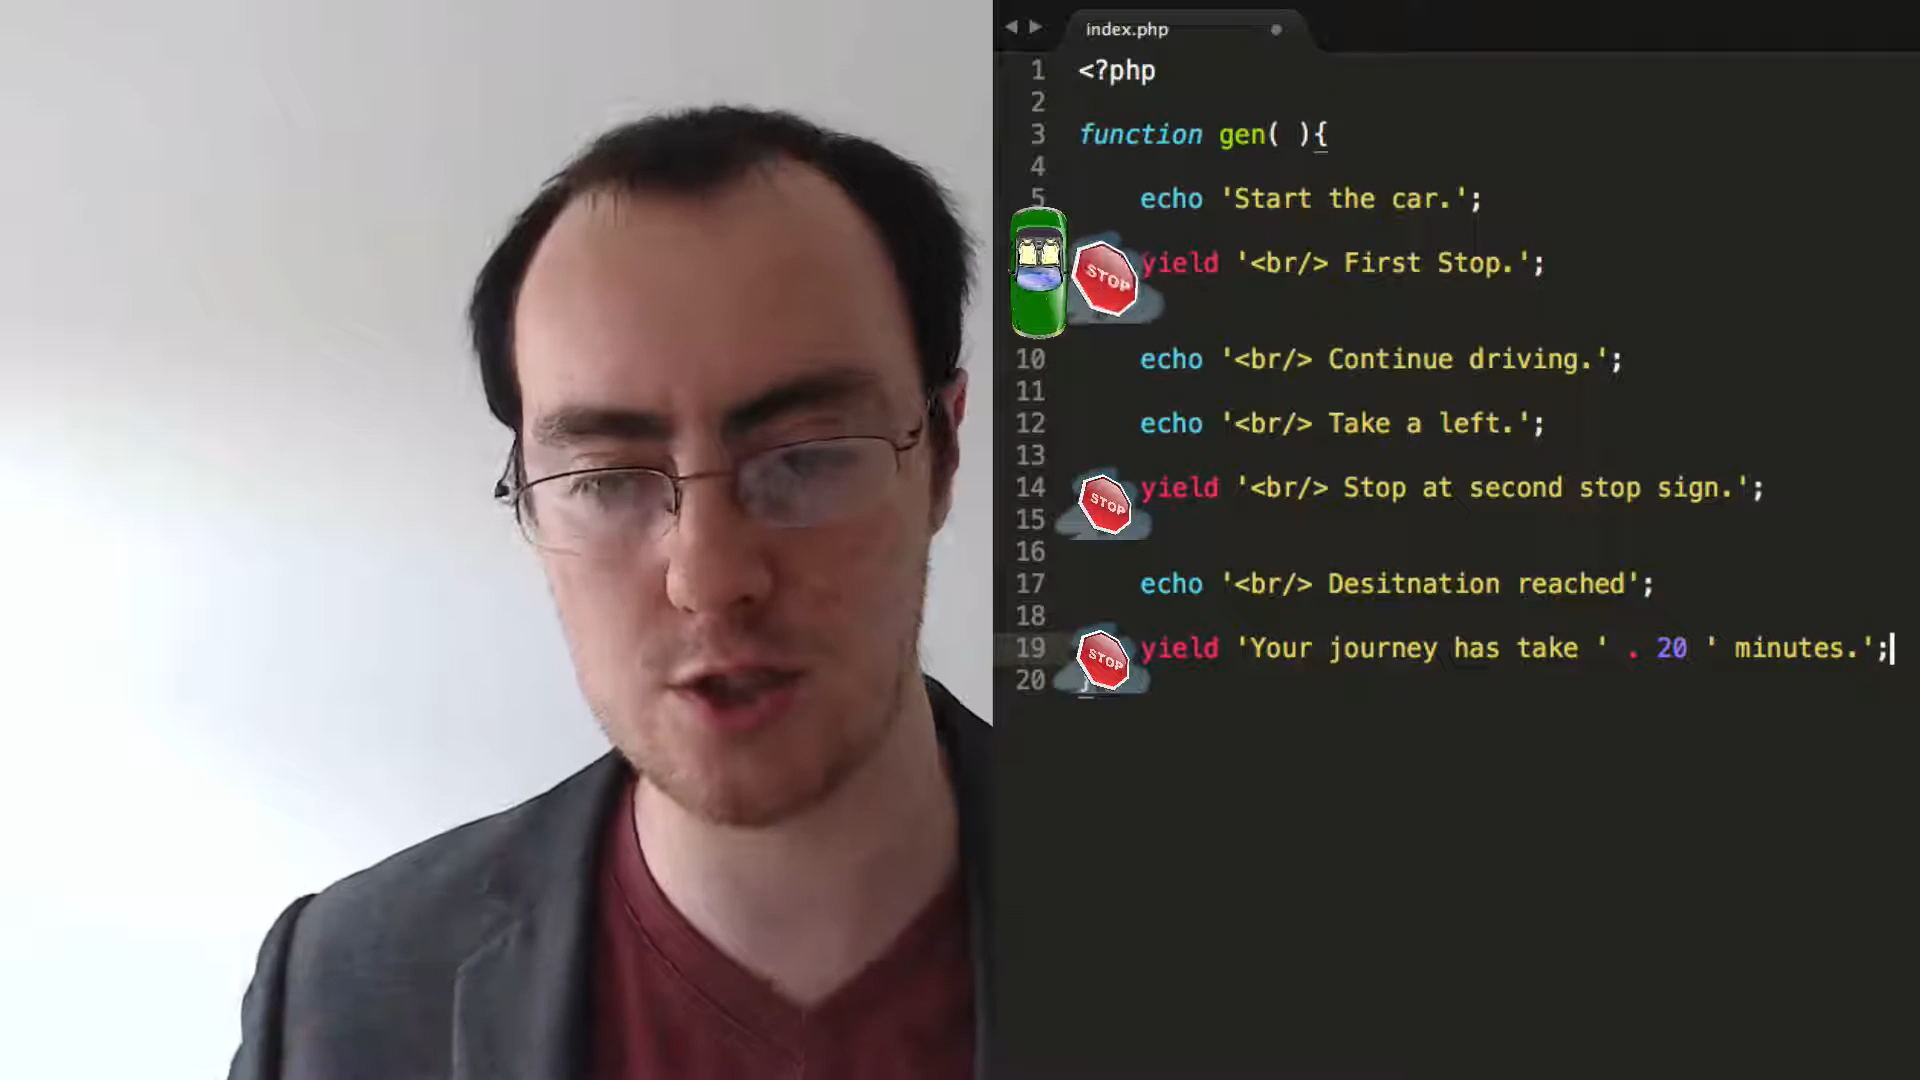 index.php
1 <?php
2
3 function gen( ){
4
5 echo 'Start the car.';
STOP yield '<br/> First Stop.';
10 echo '<br/> Continue driving.';
11
12 echo '<br/> Take a left.';
13
14 STOP yield '<br/> Stop at second stop sign.';
15
16
17 echo '<br/> Desitnation reached';
18
19 STOP yield 'Your journey has take ' . 20 ' minutes.';
20 }